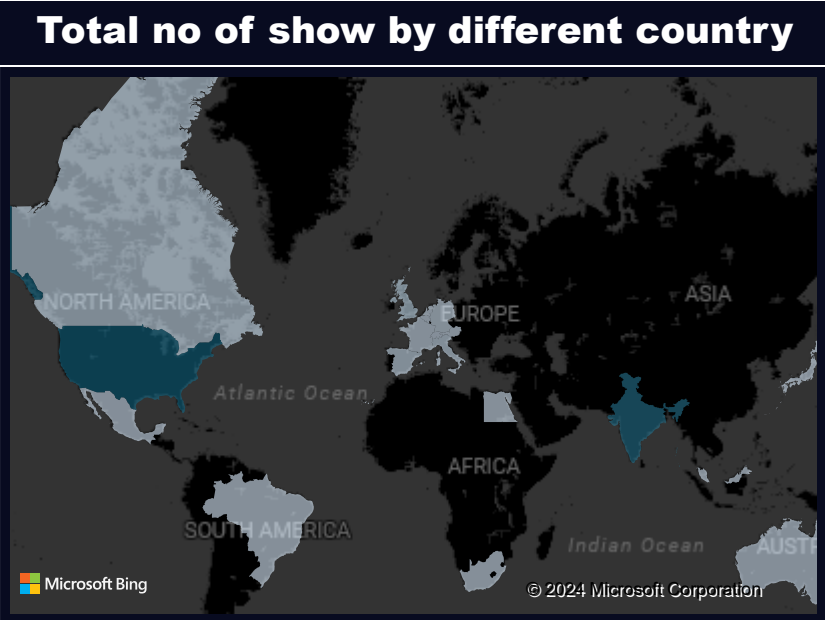 Total no of show by different country
NORTH AMERICA
EUROPE
ASIA
Atlantic Ocean
AFRICA
SOUTH AMERICA
Indian Ocean
AUSTR
Microsoft Bing
© 2024 Microsoft Corporation